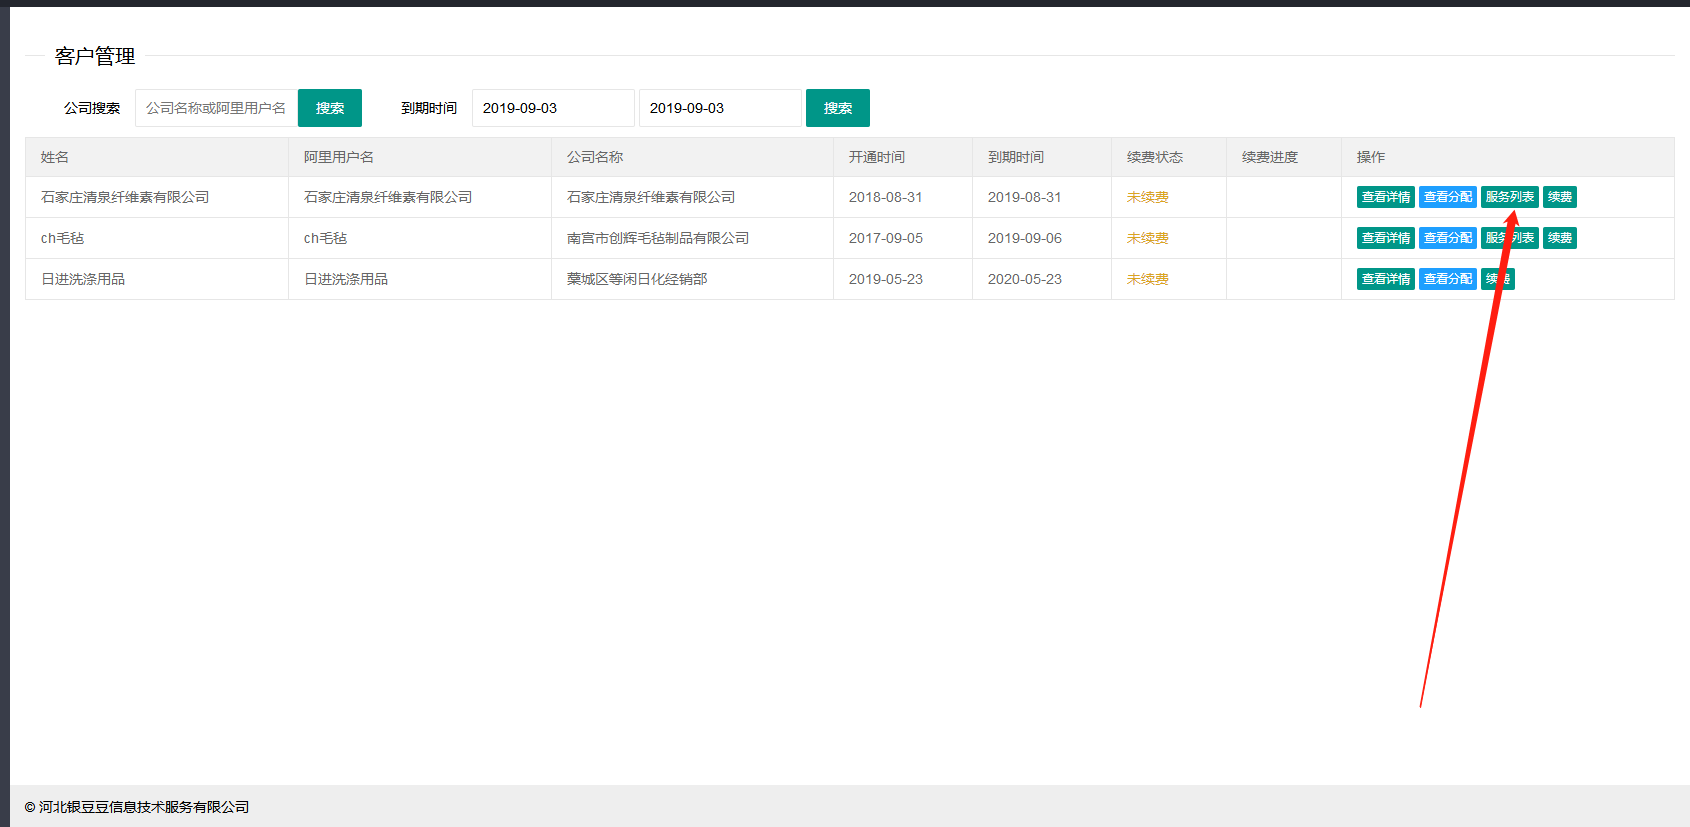 客户管理
公司搜索 公司名称或阿里用户名 搜索 到期时间 2019-09-03 2019-09-03 搜索
姓名 阿里用户名 公司名称 开通时间 到期时间 续费状态 续费进度 操作
石家庄清泉纤维素有限公司 石家庄清泉纤维素有限公司 石家庄清泉纤维素有限公司 2018-08-31 2019-08-31 未续费 查看详情 查看分配 服务列表 续费
ch毛毡 ch毛毡 南宫市创辉毛毡制品有限公司 2017-09-05 2019-09-06 未续费 查看详情 查看分配 服务列表 续费
日进洗涤用品 日进洗涤用品 藁城区等闲日化经销部 2019-05-23 2020-05-23 未续费 查看详情 查看分配 续费
© 河北银豆豆信息技术服务有限公司